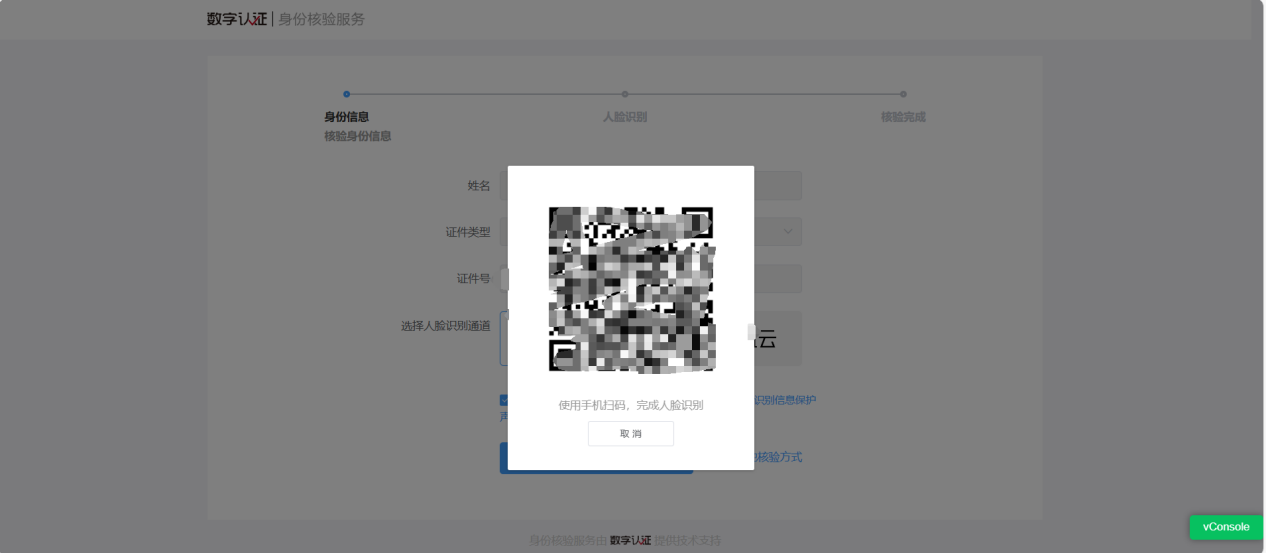 数字认证 | 身份核验服务
身份信息
人脸识别
核验完成
核验身份信息
姓名
证件类型
证件号
选择人脸识别通道
云
识别信息保护
声
使用手机扫码，完成人脸识别
取 消
核验方式
vConsole
身份核验服务由 数字认证 提供技术支持